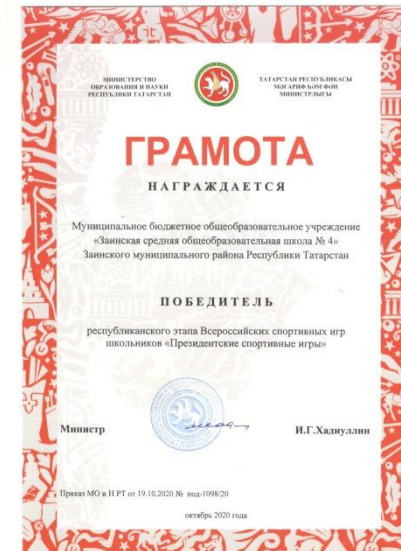 МИНИСТЕРСТВО
ОБРАЗОВАНИЯ И НАУКИ
РЕСПУБЛИКИ ТАТАРСТАН
ТАТАРСТАН РЕСПУБЛИКАСЫ
МӘГАРИФ ҺӘМ ФӘН
МИНИСТРЛЫГЫ
ГРАМОТА
НАГРАЖДАЕТСЯ
Муниципальное бюджетное общеобразовательное учреждение
«Заинская средняя общеобразовательная школа № 4»
Заинского муниципального района Республики Татарстан
ПОБЕДИТЕЛЬ
республиканского этапа Всероссийских спортивных игр
школьников «Президентские спортивные игры»
Министр
И.Г.Хадиуллин
Приказ МО и Н РТ от 19.10.2020 № под-1098/20
октябрь 2020 года